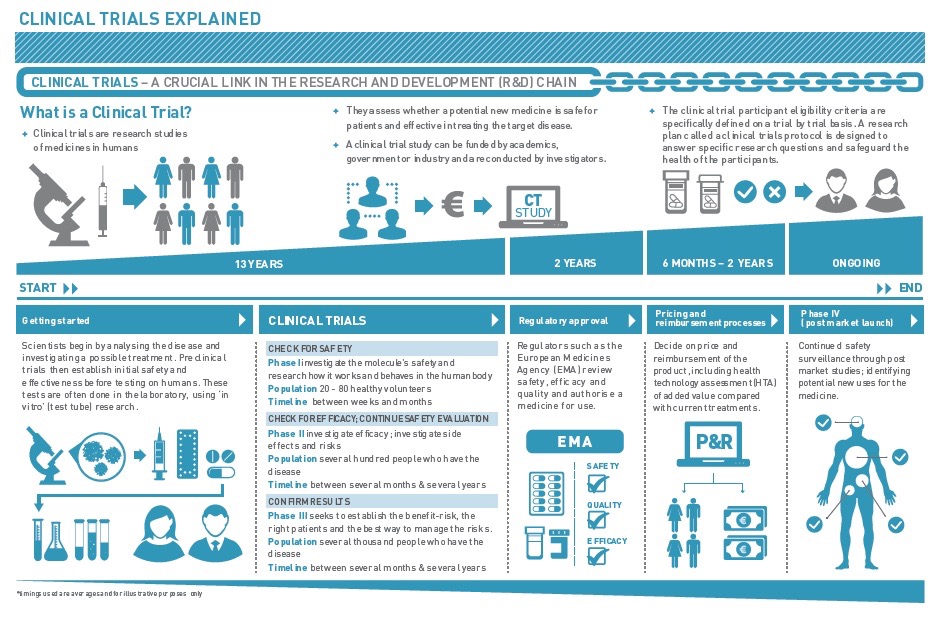 CLINICAL TRIALS EXPLAINED
CLINICAL TRIALS – A CRUCIAL LINK IN THE RESEARCH AND DEVELOPMENT (R&D) CHAIN
What is a Clinical Trial?
Clinical trials are research studies
of medicines in humans
They assess whether a potential new medicine is safe for
patients and effective in treating the target disease.
A clinical trial study can be funded by academics,
government or industry and are conducted by investigators.
The clinical trial participant eligibility criteria are
specifically defined on a trial by trial basis. A research
plan called a clinical trials protocol is designed to
answer specific research questions and safeguard the
health of the participants.
CT
STUDY
13 YEARS
2 YEARS
6 MONTHS – 2 YEARS
ONGOING
START
END
Getting started
Scientists begin by analysing the disease and
investigating a possible treatment. Pre clinical
trials then establish initial safety and
effectiveness before testing on humans. These
tests are often done in the laboratory, using 'in
vitro' (test tube) research.
CLINICAL TRIALS
CHECK FOR SAFETY
Phase I investigate the molecule's safety and
research how it works and behaves in the human body
Population 20 - 80 healthy volunteers
Timeline between weeks and months
CHECK FOR EFFICACY; CONTINUE SAFETY EVALUATION
Phase II investigate efficacy; investigate side
effects and risks
Population several hundred people who have the
disease
Timeline between several months & several years
CONFIRM RESULTS
Phase III seeks to establish the benefit-risk, the
right patients and the best way to manage the risks.
Population several thousand people who have the
disease
Timeline between several months & several years
Regulatory approval
Regulators such as the
European Medicines
Agency (EMA) review
safety, efficacy and
quality and authorise a
medicine for use.
EMA
SAFETY
QUALITY
EFFICACY
Pricing and
reimbursement processes
Decide on price and
reimbursement of the
product, including health
technology assessment (HTA)
of added value compared
with current treatments.
P&R
Phase IV
(post market launch)
Continued safety
surveillance through post
market studies; identifying
potential new uses for the
medicine.
*timings used are averages and for illustrative purposes only